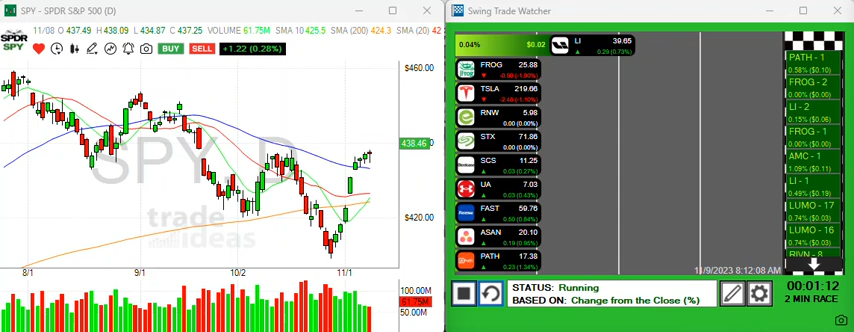 SPY - SPDR S&P 500 (D)
SPDR
SPY
11/08 O 437.49 H 438.09 L 434.87 C 437.25 VOLUME 61.75M SMA 10 425.5 SMA (200) 424.3 SMA (20) 42
BUY SELL +1.22 (0.28%)
SPY, D
trade
ideas
$460.00
438.46
$420.00
100.00M
61.75M
50.00M
8/1 9/1 10/2 11/1
Swing Trade Watcher
0.04% $0.02
LI 39.65
0.29 (0.73%)
FROG 25.88
TSLA 219.66
-2.48 (-1.10%)
RNW 5.98
0.00 (0.00%)
STX 71.86
0.00 (0.00%)
SCS 11.25
0.03 (0.27%)
UA 7.03
0.03 (0.43%)
FAST 59.76
0.50 (0.84%)
ASAN 20.10
0.19 (0.95%)
PATH 17.38
0.23 (1.34%)
PATH - 1
0.58% ($0.10)
FROG - 2
0.00% ($0.00)
LI - 2
0.15% ($0.06)
FROG - 1
0.00% ($0.00)
AMC - 1
0.09% ($0.01)
LI - 1
0.49% ($0.19)
LUMO - 17
0.74% ($0.03)
LUMO - 16
0.74% ($0.03)
RIVN - 8
11/9/2023 8:12:08 AM
STATUS: Running
BASED ON: Change from the Close (%)
00:01:12
2 MIN RACE